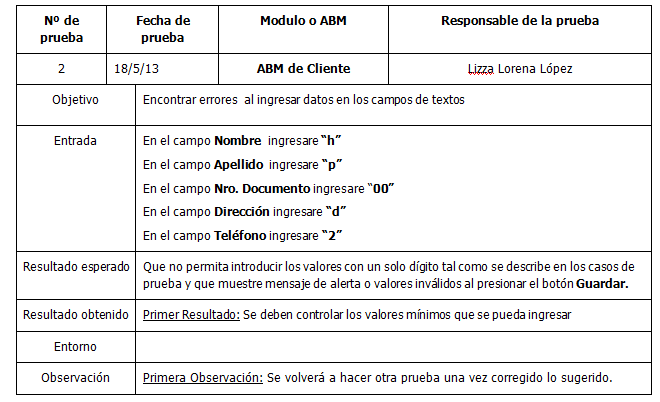 Nº de prueba Fecha de prueba Modulo o ABM Responsable de la prueba
2 18/5/13 ABM de Cliente Lizza Lorena López
Objetivo Encontrar errores al ingresar datos en los campos de textos
Entrada En el campo Nombre ingresare “h”
En el campo Apellido ingresare “p”
En el campo Nro. Documento ingresare “00”
En el campo Dirección ingresare “d”
En el campo Teléfono ingresare “2”
Resultado esperado Que no permita introducir los valores con un solo dígito tal como se describe en los casos de
prueba y que muestre mensaje de alerta o valores inválidos al presionar el botón Guardar.
Resultado obtenido Primer Resultado: Se deben controlar los valores mínimos que se pueda ingresar
Entorno
Observación Primera Observación: Se volverá a hacer otra prueba una vez corregido lo sugerido.